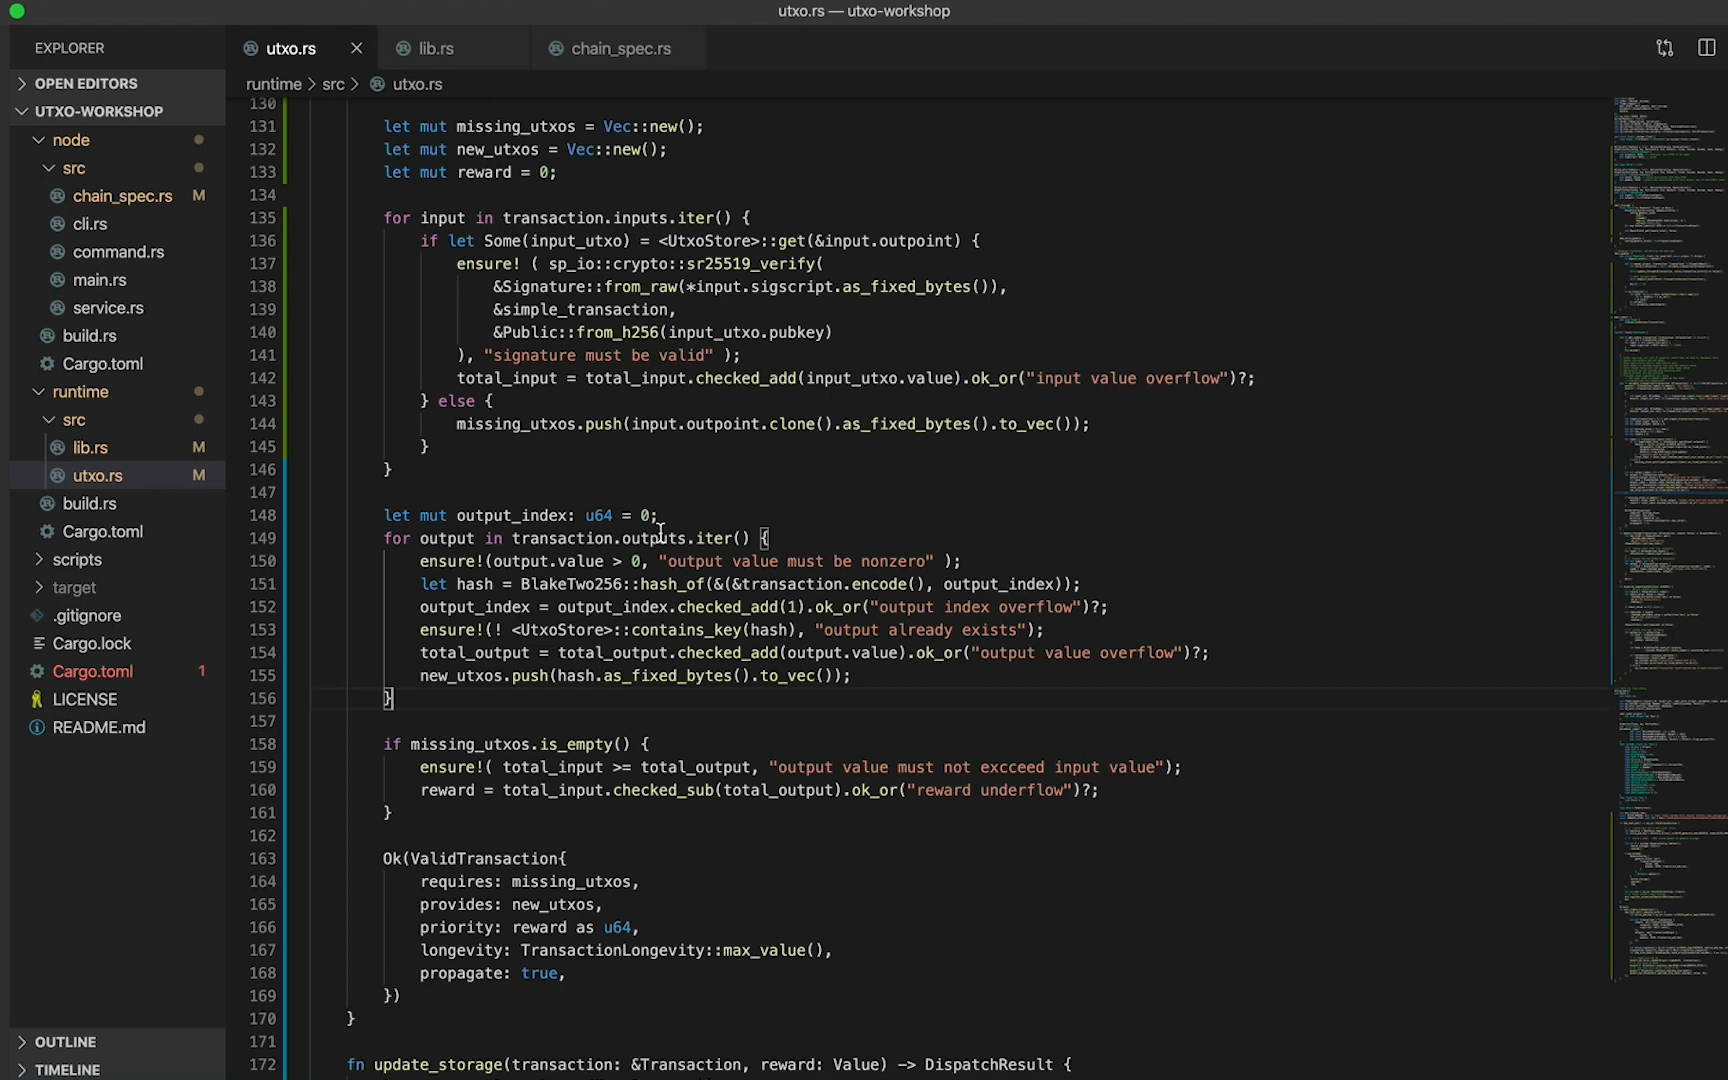 utxo.rs — utxo-workshop
EXPLORER
utxo.rs
lib.rs
chain_spec.rs
OPEN EDITORS
runtime > src > utxo.rs
UTXO-WORKSHOP
node
src
chain_spec.rs M
cli.rs
command.rs
main.rs
service.rs
build.rs
Cargo.toml
runtime
src
lib.rs M
utxo.rs M
build.rs
Cargo.toml
scripts
target
.gitignore
Cargo.lock
Cargo.toml 1
LICENSE
README.md
OUTLINE
TIMELINE
130
131 let mut missing_utxos = Vec::new();
132 let mut new_utxos = Vec::new();
133 let mut reward = 0;
134
135 for input in transaction.inputs.iter() {
136 if let Some(input_utxo) = <UtxoStore>::get(&input.outpoint) {
137 ensure! ( sp_io::crypto::sr25519_verify(
138 &Signature::from_raw(*input.sigscript.as_fixed_bytes()),
139 &simple_transaction,
140 &Public::from_h256(input_utxo.pubkey)
141 ), "signature must be valid" );
142 total_input = total_input.checked_add(input_utxo.value).ok_or("input value overflow")?;
143 } else {
144 missing_utxos.push(input.outpoint.clone().as_fixed_bytes().to_vec());
145 }
146 }
147
148 let mut output_index: u64 = 0;
149 for output in transaction.outputs.iter() {
150 ensure!(output.value > 0, "output value must be nonzero" );
151 let hash = BlakeTwo256::hash_of(&(&transaction.encode(), output_index));
152 output_index = output_index.checked_add(1).ok_or("output index overflow")?;
153 ensure!(! <UtxoStore>::contains_key(hash), "output already exists");
154 total_output = total_output.checked_add(output.value).ok_or("output value overflow")?;
155 new_utxos.push(hash.as_fixed_bytes().to_vec());
156 }
157
158 if missing_utxos.is_empty() {
159 ensure!( total_input >= total_output, "output value must not excceed input value");
160 reward = total_input.checked_sub(total_output).ok_or("reward underflow")?;
161 }
162
163 Ok(ValidTransaction{
164 requires: missing_utxos,
165 provides: new_utxos,
166 priority: reward as u64,
167 longevity: TransactionLongevity::max_value(),
168 propagate: true,
169 })
170 }
171
172 fn update_storage(transaction: &Transaction, reward: Value) -> DispatchResult {